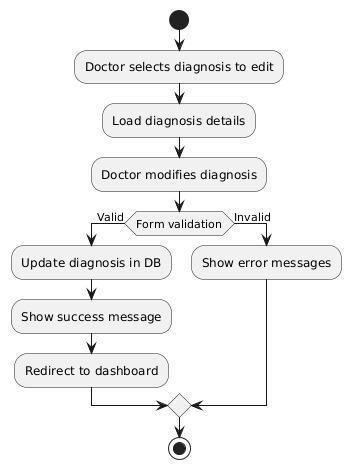 Doctor selects diagnosis to edit
Load diagnosis details
Doctor modifies diagnosis
Valid
Form validation
Invalid
Update diagnosis in DB
Show error messages
Show success message
Redirect to dashboard